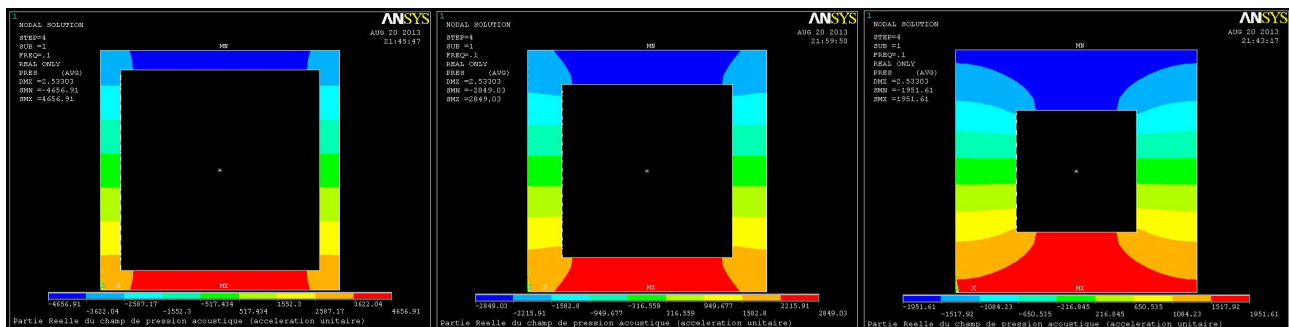 1
NODAL SOLUTION
STEP=4
SUB =1
FREQ=.1
REAL ONLY
PRES (AVG)
DMX =2.53303
SMN =-4656.91
SMX =4656.91
ANSYS
AUG 20 2013
21:45:47
MN
X
MX
-4656.91 -2587.17 -517.434 1552.3 3622.04
-3622.04 -1552.3 517.434 2587.17 4656.91
Partie Reelle du champ de pression acoustique (acceleration unitaire)
1
NODAL SOLUTION
STEP=4
SUB =1
FREQ=.1
REAL ONLY
PRES (AVG)
DMX =2.53303
SMN =-2849.03
SMX =2849.03
ANSYS
AUG 20 2013
21:59:50
MN
X
MX
-2849.03 -1582.8 -316.559 949.677 2215.91
-2215.91 -949.677 316.559 1582.8 2849.03
Partie Reelle du champ de pression acoustique (acceleration unitaire)
1
NODAL SOLUTION
STEP=4
SUB =1
FREQ=.1
REAL ONLY
PRES (AVG)
DMX =2.53303
SMN =-1951.61
SMX =1951.61
ANSYS
AUG 20 2013
21:43:17
MN
X
MX
-1951.61 -1084.23 -216.845 650.535 1517.92
-1517.92 -650.535 216.845 1084.23 1951.61
Partie Reelle du champ de pression acoustique (acceleration unitaire)